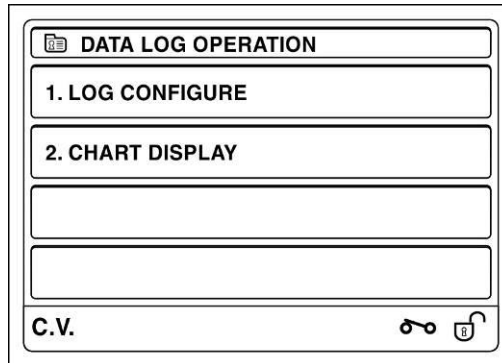 DATA LOG OPERATION
1. LOG CONFIGURE
2. CHART DISPLAY
C.V.